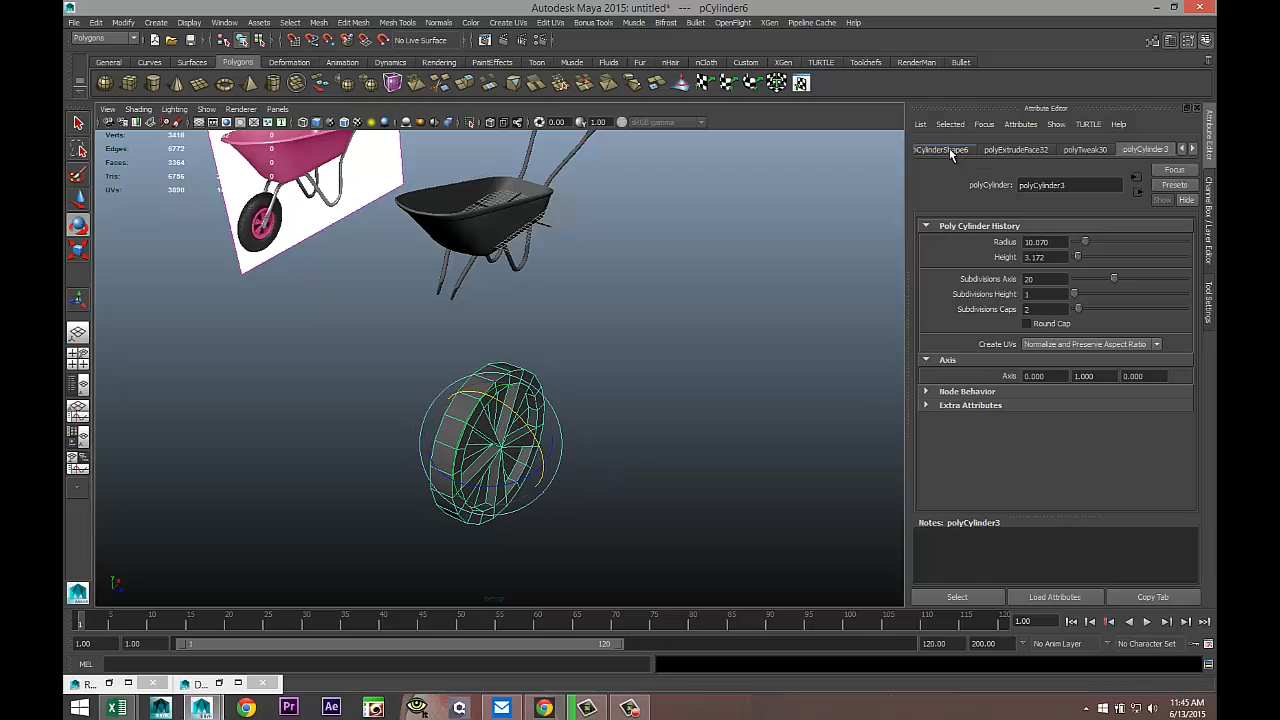 Autodesk Maya 2015: untitled* --- pCylinder6
File Edit Modify Create Display Window Assets Select Mesh Edit Mesh Mesh Tools Normals Color Create UVs Edit UVs Bonus Tools Muscle Bifrost Bullet OpenFlight XGen Pipeline Cache Help
Polygons
No Live Surface
General Curves Surfaces Polygons Deformation Animation Dynamics Rendering PaintEffects Toon Muscle Fluids Fur nHair nCloth Custom XGen TURTLE Toolchefs RenderMan Bullet
View Shading Lighting Show Renderer Panels
0.00 1.00 sRGB gamma
Verts: 3418 0
Edges: 6772 0
Faces: 3364 0
Tris: 6756 0
UVs: 3890 0
persp
Attribute Editor
List Selected Focus Attributes Show TURTLE Help
pCylinderShape6 polyExtrudeFace32 polyTweak30 polyCylinder3
polyCylinder: polyCylinder3
Focus
Presets
Show Hide
Poly Cylinder History
Radius 10.070
Height 3.172
Subdivisions Axis 20
Subdivisions Height 1
Subdivisions Caps 2
Round Cap
Create UVs Normalize and Preserve Aspect Ratio
Axis
Axis 0.000 1.000 0.000
Node Behavior
Extra Attributes
Notes: polyCylinder3
Select Load Attributes Copy Tab
Attribute Editor
Channel Box / Layer Editor
Tool Settings
1 5 10 15 20 25 30 35 40 45 50 55 60 65 70 75 80 85 90 95 100 105 110 115 120 1.00
1.00 1.00 1 120 120.00 200.00 No Anim Layer No Character Set
MEL
R... D...
11:45 AM
6/13/2015